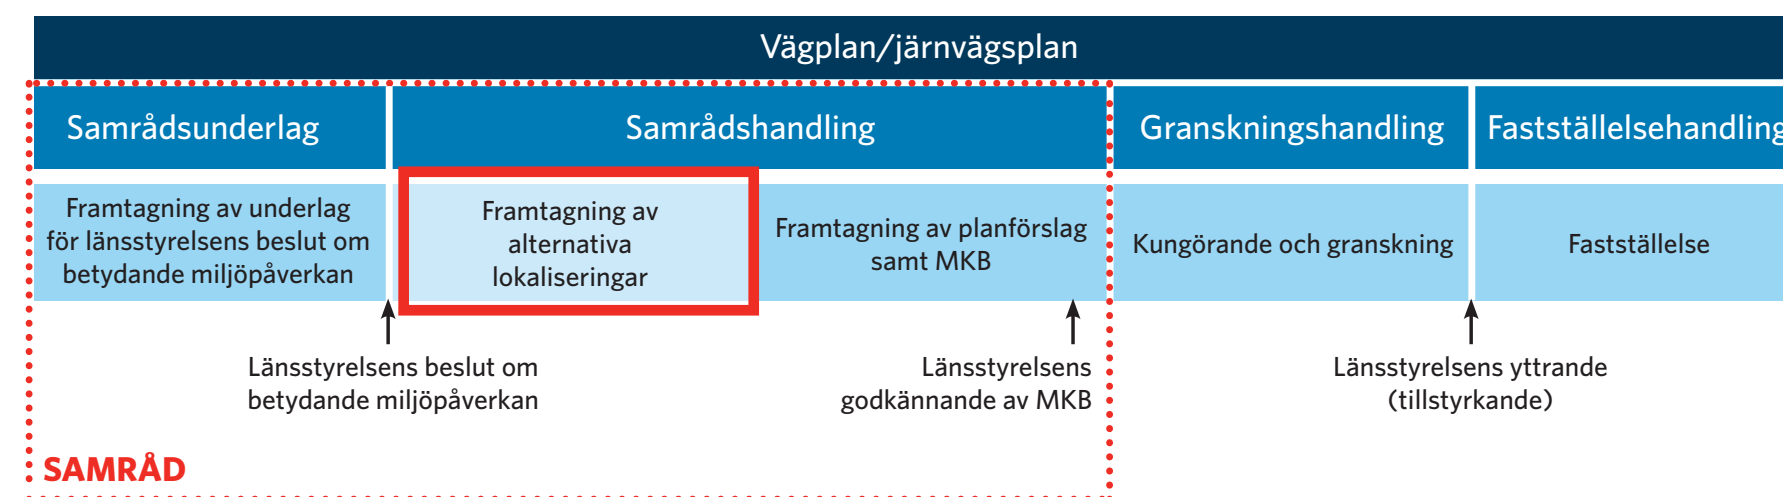 Vägplan/järnvägsplan
Samrådsunderlag
Samrådshandling
Granskningshandling
Fastställelsehandling
Framtagning av underlag
för länsstyrelsens beslut om
betydande miljöpåverkan
Framtagning av
alternativa
lokaliseringar
Framtagning av planförslag
samt MKB
Kungörande och granskning
Fastställelse
Länsstyrelsens beslut om
betydande miljöpåverkan
Länsstyrelsens
godkännande av MKB
Länsstyrelsens yttrande
(tillstyrkande)
SAMRÅD